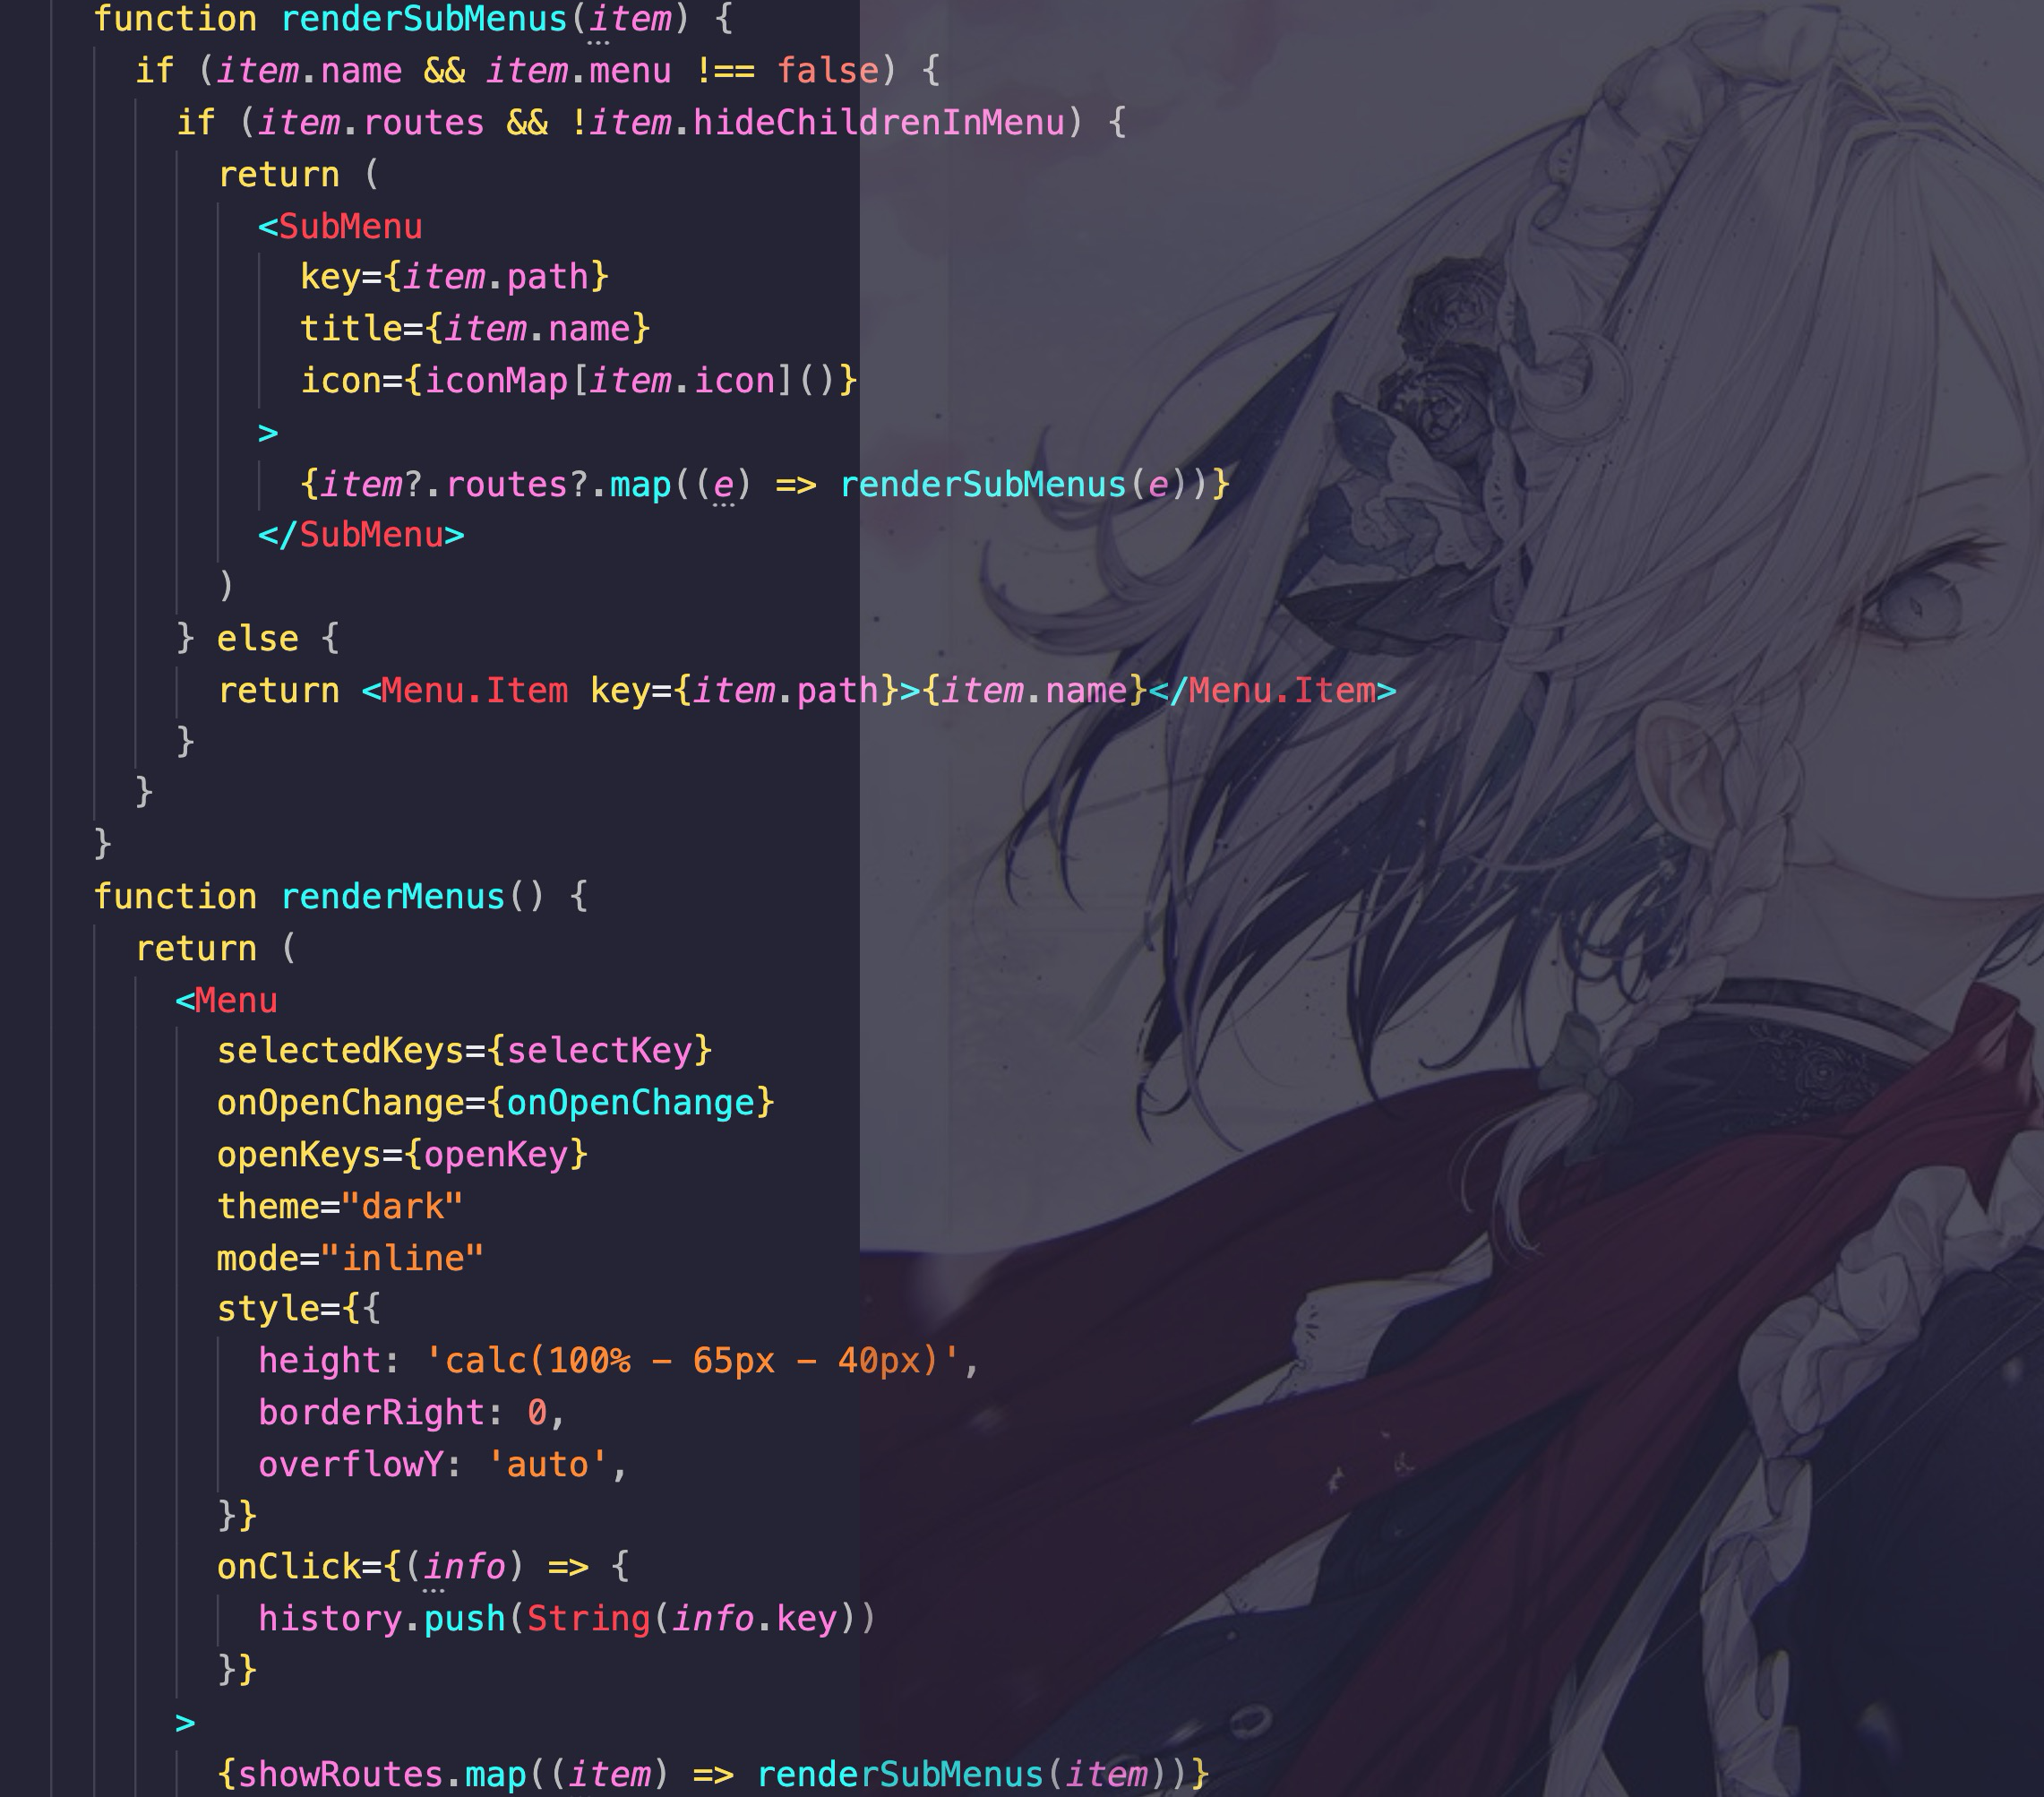 function renderSubMenus(item) {
if (item.name && item.menu !== false) {
if (item.routes && !item.hideChildrenInMenu) {
return (
<SubMenu
key={item.path}
title={item.name}
icon={iconMap[item.icon]()}
>
{item?.routes?.map((e) => renderSubMenus(e))}
</SubMenu>
)
} else {
return <Menu.Item key={item.path}>{item.name}</Menu.Item>
}
}
}
function renderMenus() {
return (
<Menu
selectedKeys={selectKey}
onOpenChange={onOpenChange}
openKeys={openKey}
theme="dark"
mode="inline"
style={{
height: 'calc(100% - 65px - 40px)',
borderRight: 0,
overflowY: 'auto',
}}
onClick={(info) => {
history.push(String(info.key))
}}
>
{showRoutes.map((item) => renderSubMenus(item))}